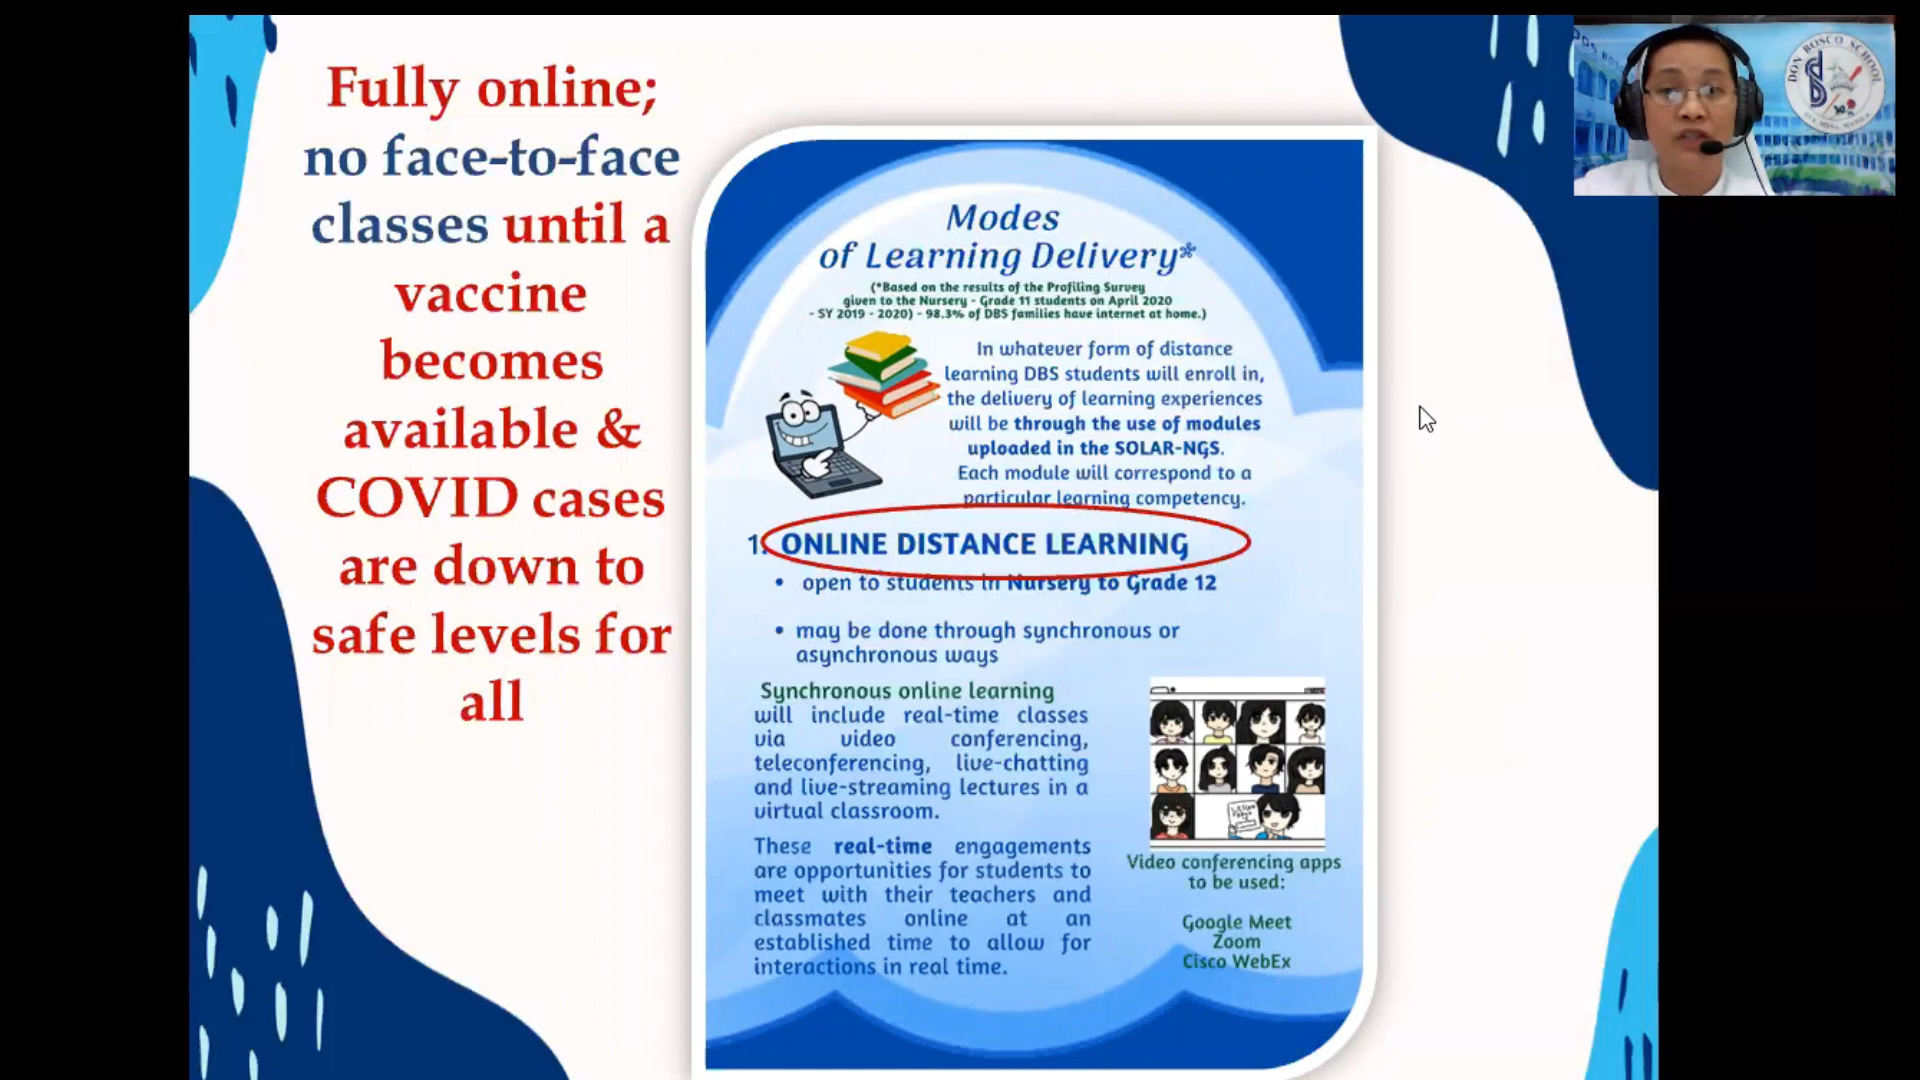 Fully online;
no face-to-face
classes until a
vaccine
becomes
available &
COVID cases
are down to
safe levels for
all
Modes
of Learning Delivery*
(*Based on the results of the Profiling Survey
given to the Nursery - Grade 11 students on April 2020
- SY 2019 - 2020) - 98.3% of DBS families have internet at home.)
In whatever form of distance
learning DBS students will enroll in,
the delivery of learning experiences
will be through the use of modules
uploaded in the SOLAR-NGS.
Each module will correspond to a
particular learning competency.
1. ONLINE DISTANCE LEARNING
• open to students in Nursery to Grade 12
• may be done through synchronous or
asynchronous ways
Synchronous online learning
will include real-time classes
via video conferencing,
teleconferencing, live-chatting
and live-streaming lectures in a
virtual classroom.
These real-time engagements
are opportunities for students to
meet with their teachers and
classmates online at an
established time to allow for
interactions in real time.
Video conferencing apps
to be used:
Google Meet
Zoom
Cisco WebEx
DON BOSCO SCHOOL